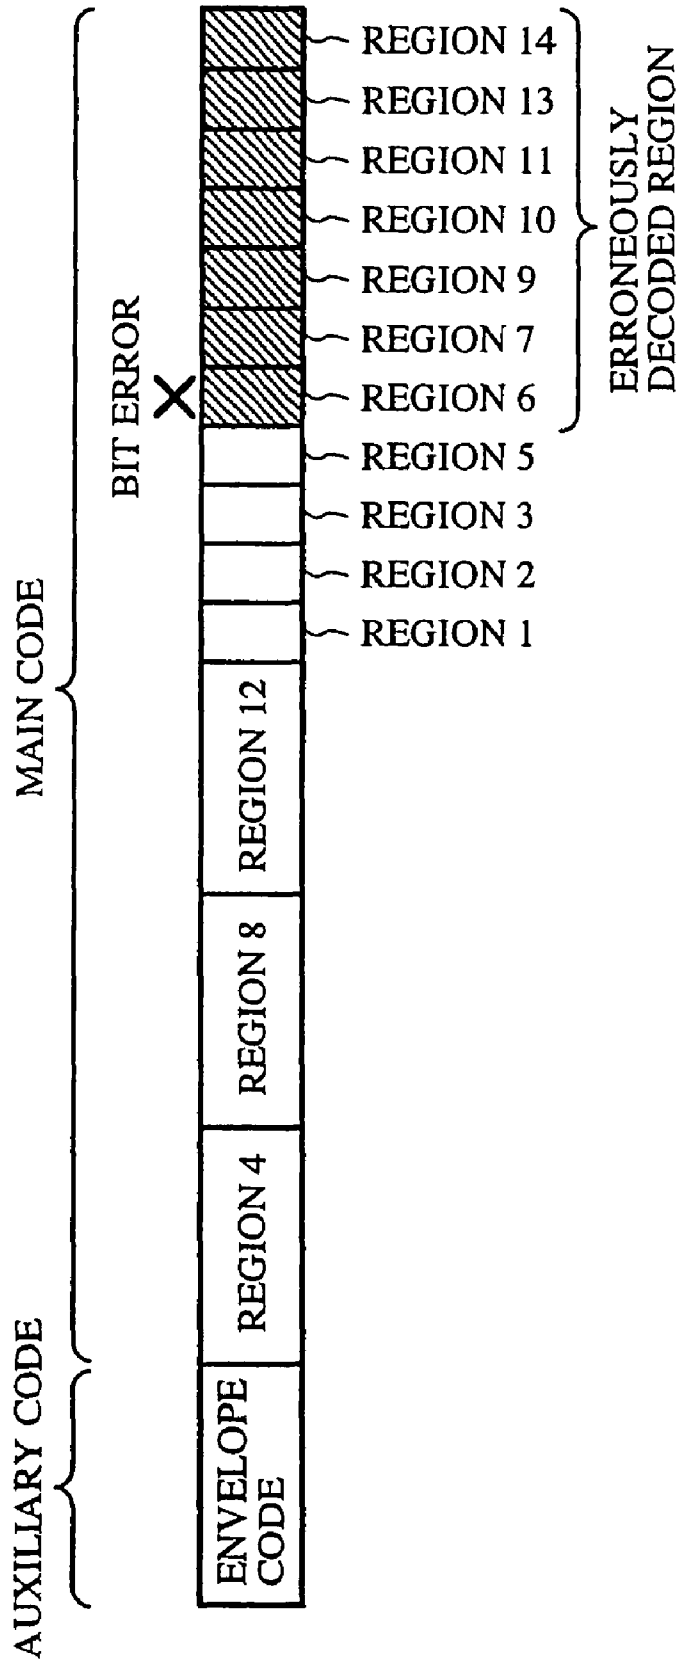 AUXILIARY CODE
MAIN CODE
BIT ERROR
ENVELOPE
CODE
REGION 4
REGION 8
REGION 12
REGION 1
REGION 2
REGION 3
REGION 5
REGION 6
REGION 7
REGION 9
REGION 10
REGION 11
REGION 13
REGION 14
ERRONEOUSLY
DECODED REGION